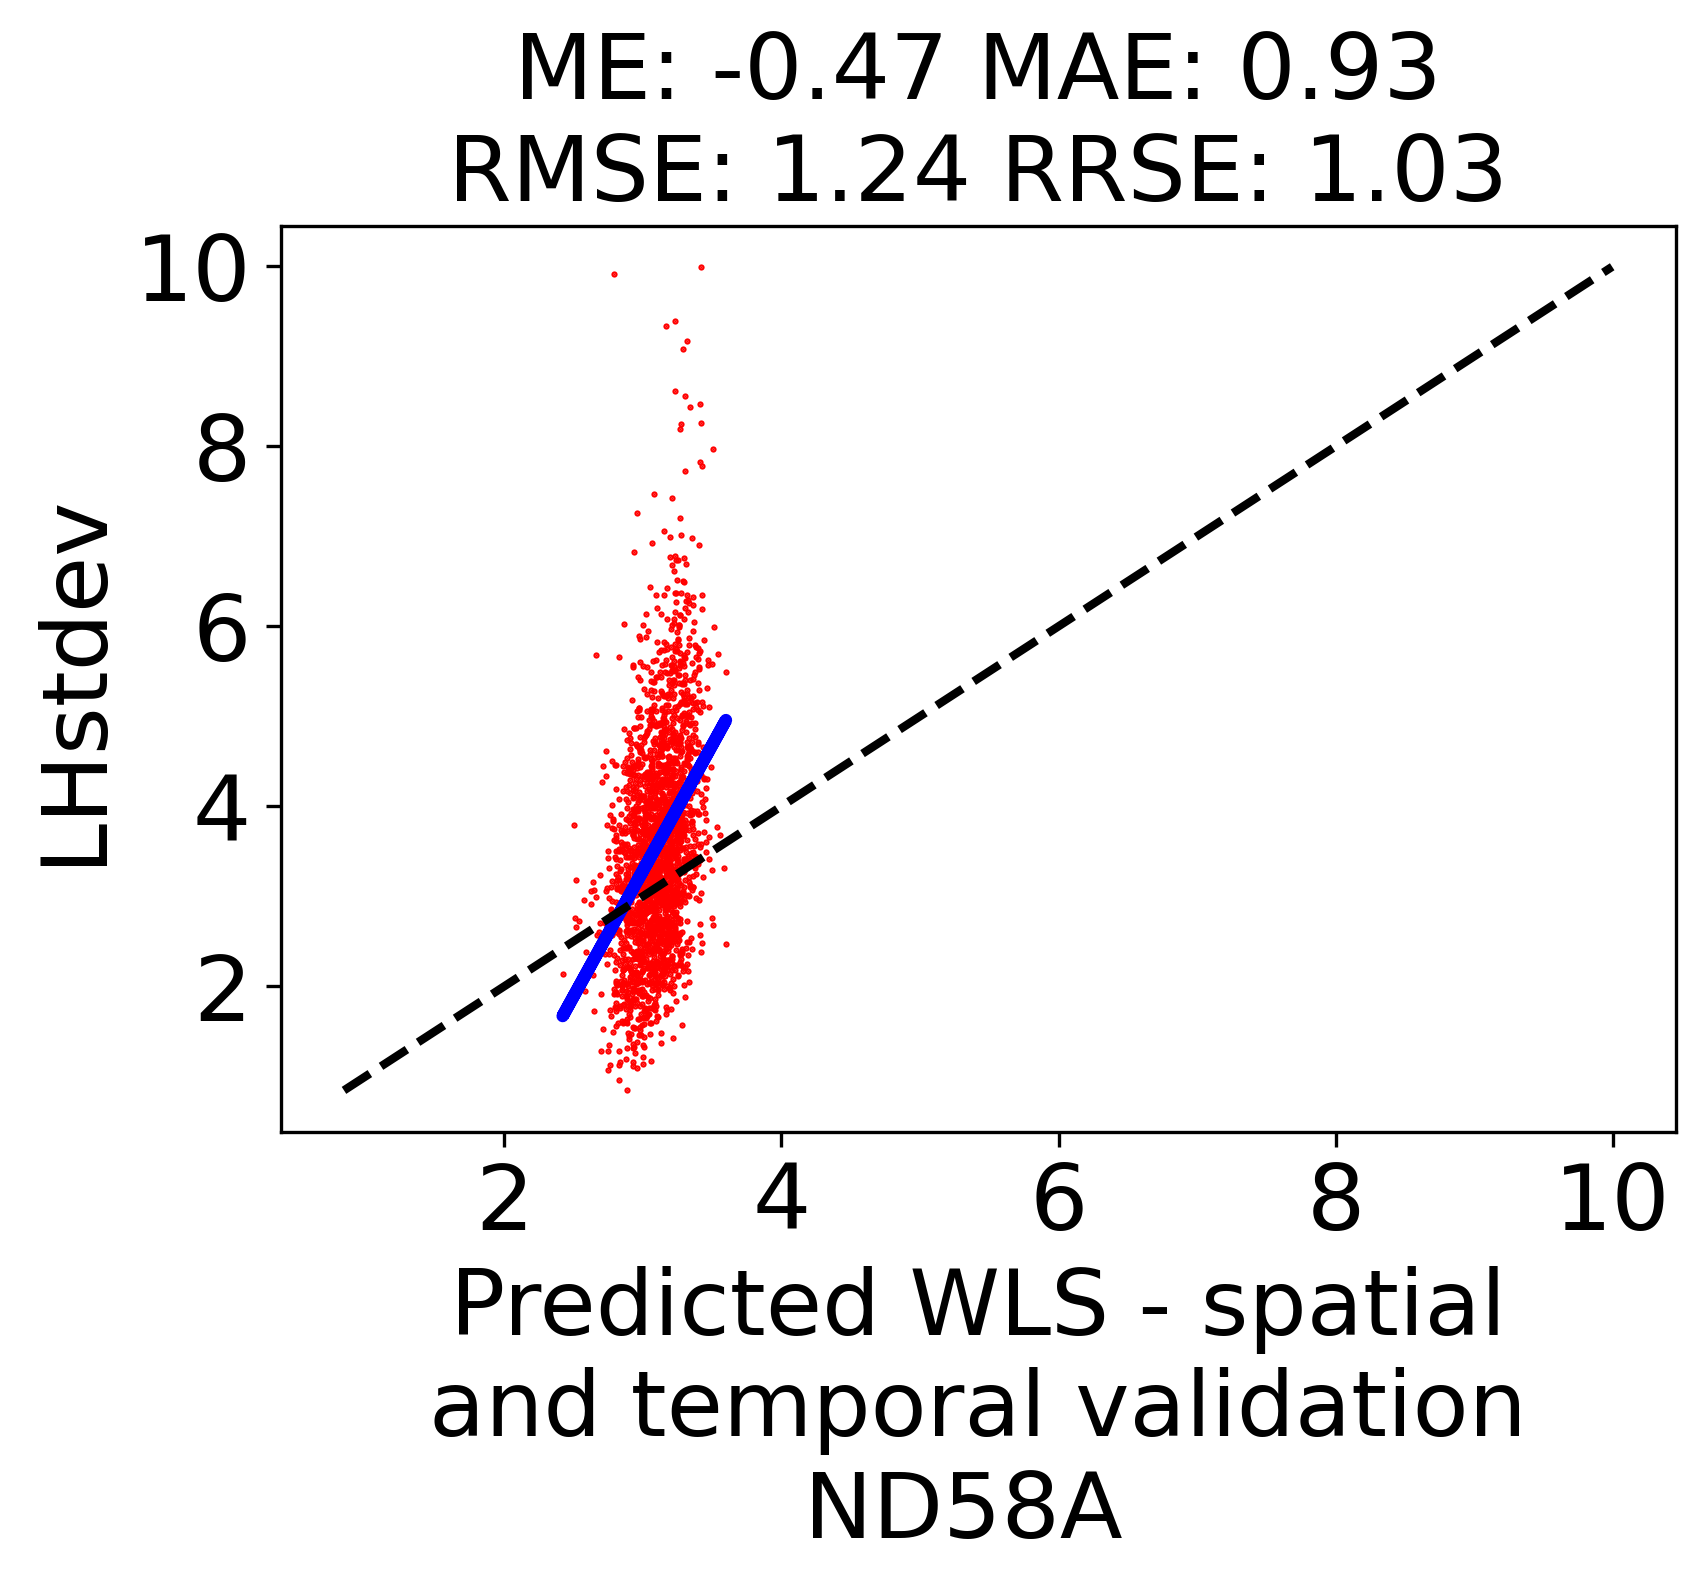 ME: -0.47 MAE: 0.93
RMSE: 1.24 RRSE: 1.03
10
8
6
4
2
LHstdev
2 4 6 8 10
Predicted WLS - spatial
and temporal validation
ND58A